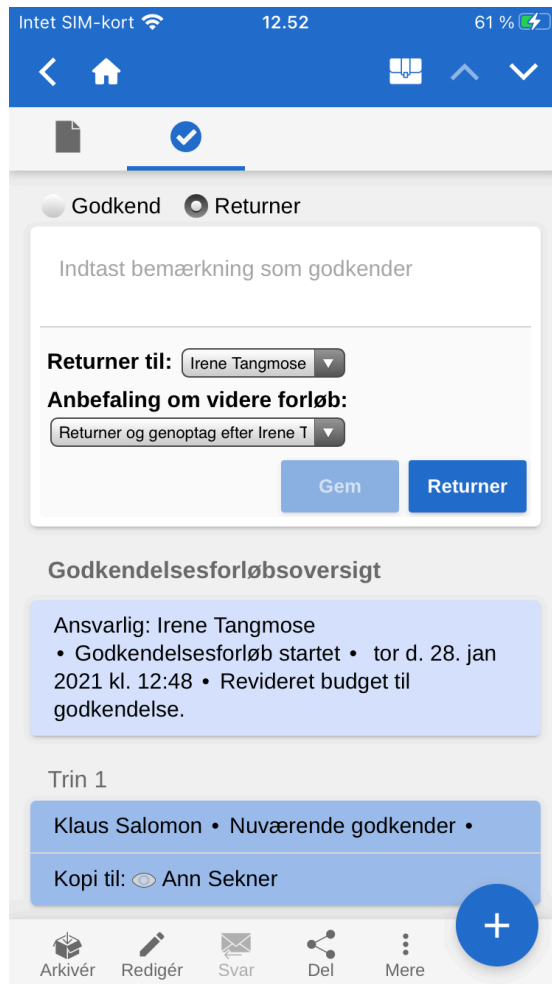 Intet SIM-kort 12.52 61 %
Godkend Returner
Indtast bemærkning som godkender
Returner til: Irene Tangmose
Anbefaling om videre forløb:
Returner og genoptag efter Irene T
Gem Returner
Godkendelsesforløbsoversigt
Ansvarlig: Irene Tangmose
• Godkendelsesforløb startet • tor d. 28. jan
2021 kl. 12:48 • Revideret budget til
godkendelse.
Trin 1
Klaus Salomon • Nuværende godkender •
Kopi til: Ann Sekner
Arkivér Redigér Svar Del Mere